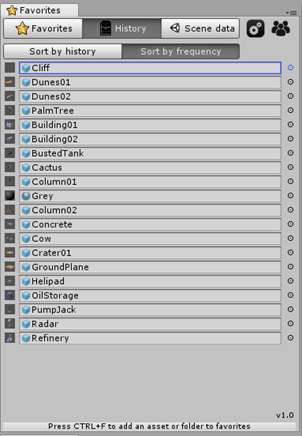 Favorites
Favorites History Scene data
Sort by history Sort by frequency
Cliff
Dunes01
Dunes02
PalmTree
Building01
Building02
BustedTank
Cactus
Column01
Grey
Column02
Concrete
Cow
Crater01
GroundPlane
Helipad
OilStorage
PumpJack
Radar
Refinery
v1.0
Press CTRL+F to add an asset or folder to favorites